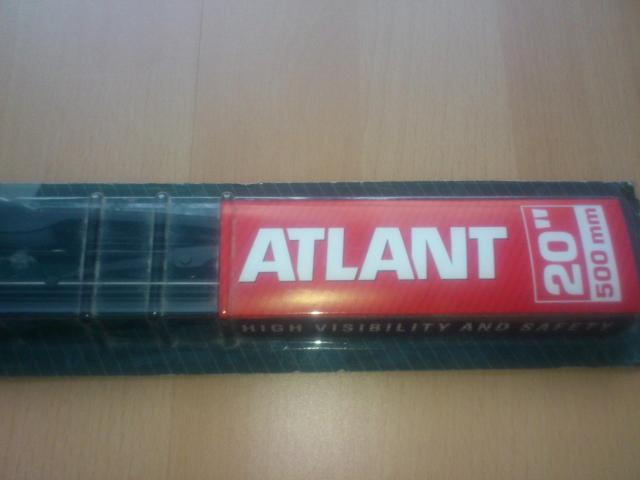 ATLANT
20"
500 mm
HIGH VISIBILITY AND SAFETY